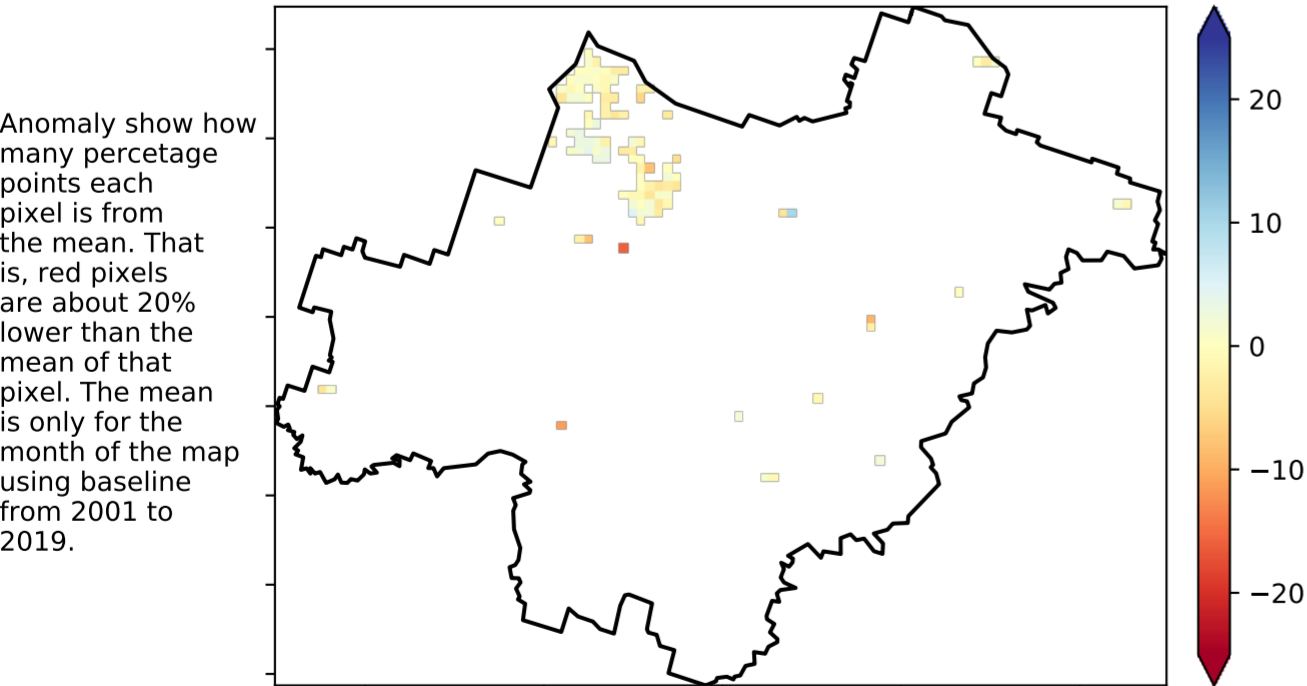 Anomaly show how
many percetage
points each
pixel is from
the mean. That
is, red pixels
are about 20%
lower than the
mean of that
pixel. The mean
is only for the
month of the map
using baseline
from 2001 to
2019.
20
10
0
−10
−20